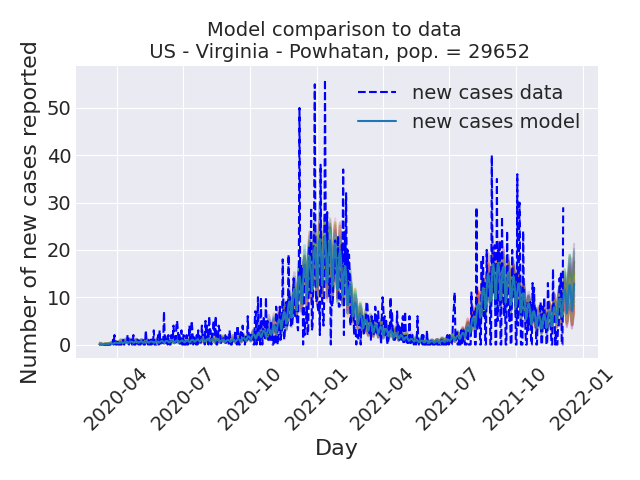 Model comparison to data
US - Virginia - Powhatan, pop. = 29652
new cases data
new cases model
Number of new cases reported
50
40
30
20
10
0
2020-04
2020-07
2020-10
2021-01
2021-04
2021-07
2021-10
2022-01
Day